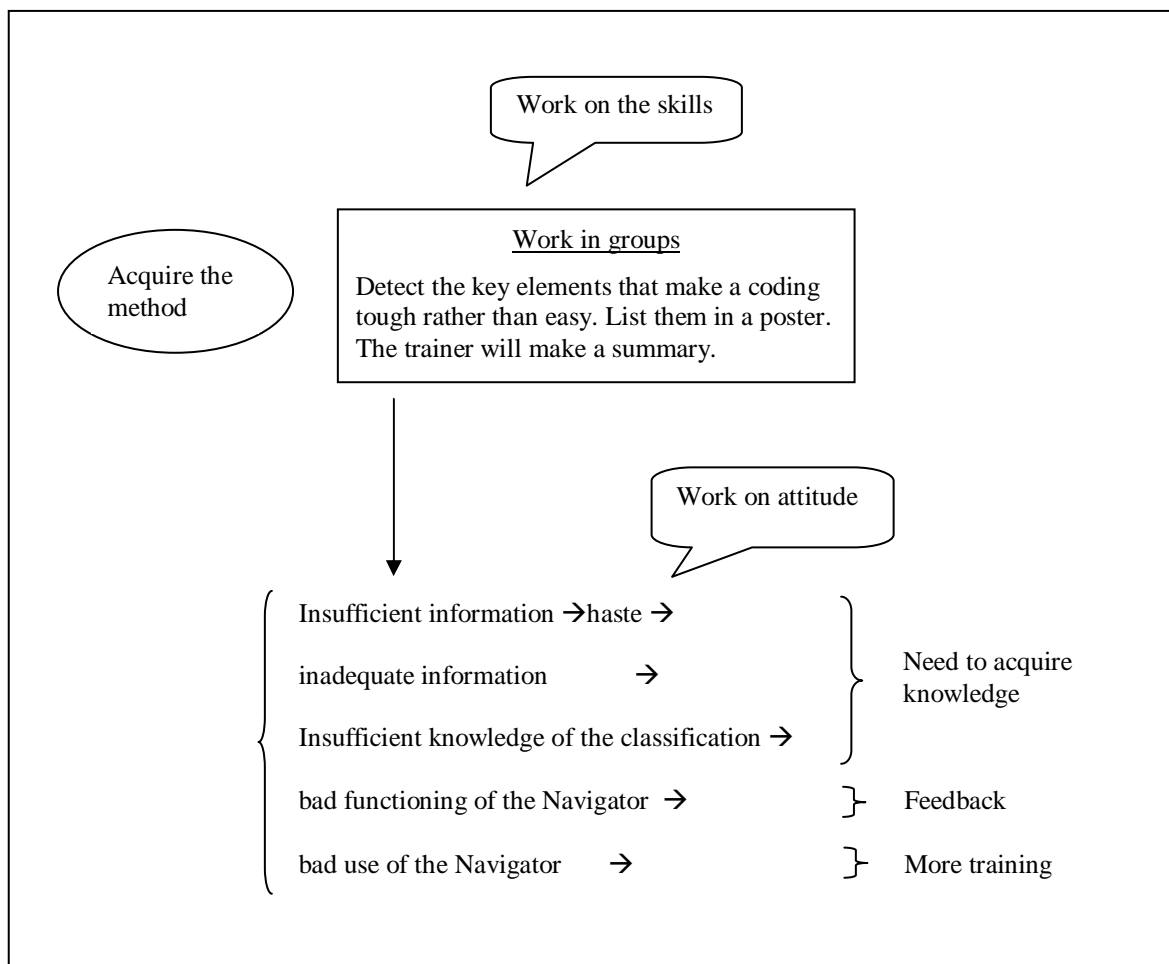 Work on the skills
Work in groups
Detect the key elements that make a coding
tough rather than easy. List them in a poster.
The trainer will make a summary.
Acquire the
method
Work on attitude
Insufficient information →haste →
inadequate information →
Insufficient knowledge of the classification →
Need to acquire
knowledge
bad functioning of the Navigator →
Feedback
bad use of the Navigator →
More training